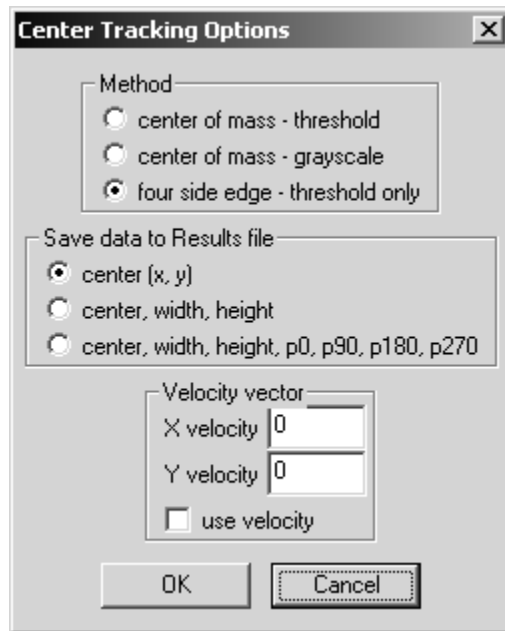 Center Tracking Options
Method
center of mass - threshold
center of mass - grayscale
four side edge - threshold only
Save data to Results file
center (x, y)
center, width, height
center, width, height, p0, p90, p180, p270
Velocity vector
X velocity 0
Y velocity 0
use velocity
OK Cancel